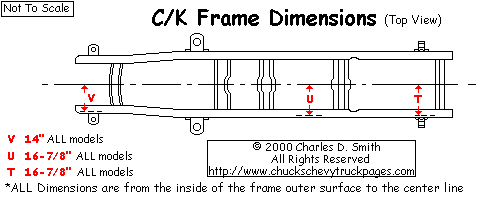 Not To Scale
C/K Frame Dimensions (Top View)
V
U
T
V 14" ALL models
U 16-7/8" ALL models
T 16-7/8" ALL models
© 2000 Charles D. Smith
All Rights Reserved
http://www.chuckschevytruckpages.com
*ALL Dimensions are from the inside of the frame outer surface to the center line